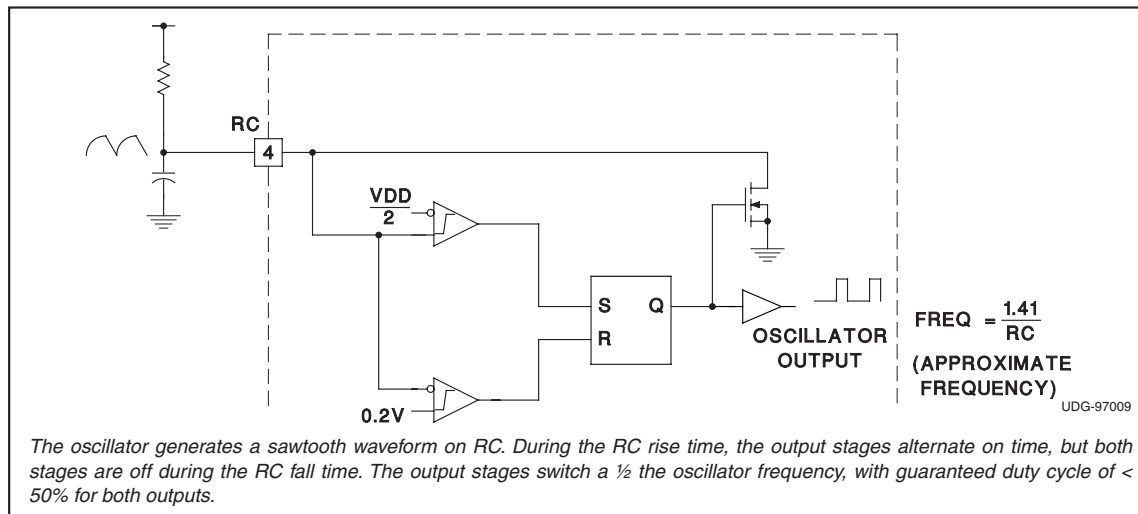 RC
4
VDD
2
S Q
R
0.2V
OSCILLATOR
OUTPUT
FREQ = 1.41
RC
(APPROXIMATE
FREQUENCY)
UDG-97009
The oscillator generates a sawtooth waveform on RC. During the RC rise time, the output stages alternate on time, but both
stages are off during the RC fall time. The output stages switch a ½ the oscillator frequency, with guaranteed duty cycle of <
50% for both outputs.